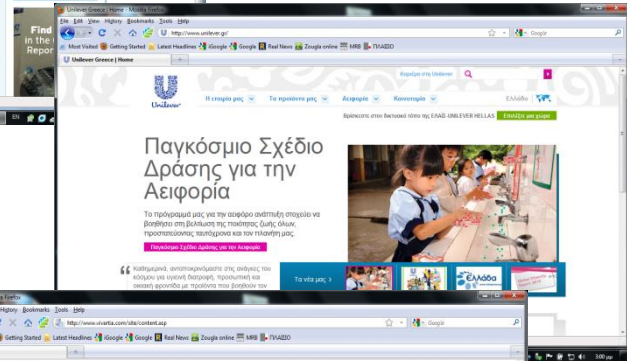 Find
in the
Repor
Unilever Greece | Home - Mozilla Firefox
File Edit View History Bookmarks Tools Help
http://www.unilever.gr/
Google
Most Visited Getting Started Latest Headlines iGoogle Google Real News Zougla online MRB ΠΛΑΙΣΙΟ
Unilever Greece | Home
Καριέρα στη Unilever
Unilever
Η εταιρία μας Τα προϊόντα μας Αειφορία Καινοτομία Ελλάδα
EN
Βρίσκεστε στον δικτυακό τόπο της ΕΛΑΪΣ-UNILEVER HELLAS Επιλέξτε μια χώρα
Παγκόσμιο Σχέδιο
Δράσης για την
Αειφορία
Το πρόγραμμά μας για την αειφόρο ανάπτυξη στοχεύει να
βοηθήσει στη βελτίωση της ποιότητας ζωής όλων,
προστατεύοντας ταυτόχρονα και τον πλανήτη μας.
Παγκόσμιο Σχέδιο Δράσης για την Αειφορία
Καθημερινά, ανταποκρινόμαστε στις ανάγκες του
κόσμου για υγιεινή διατροφή, προσωπική και
οικιακή φροντίδα με προϊόντα που βοηθούν τον
Τα νέα μας >
Ελλάδα
Firefox
History Bookmarks Tools Help
http://www.vivartia.com/site/content.asp
Google
Getting Started Latest Headlines iGoogle Google Real News Zougla online MRB ΠΛΑΙΣΙΟ
3:00 μμ